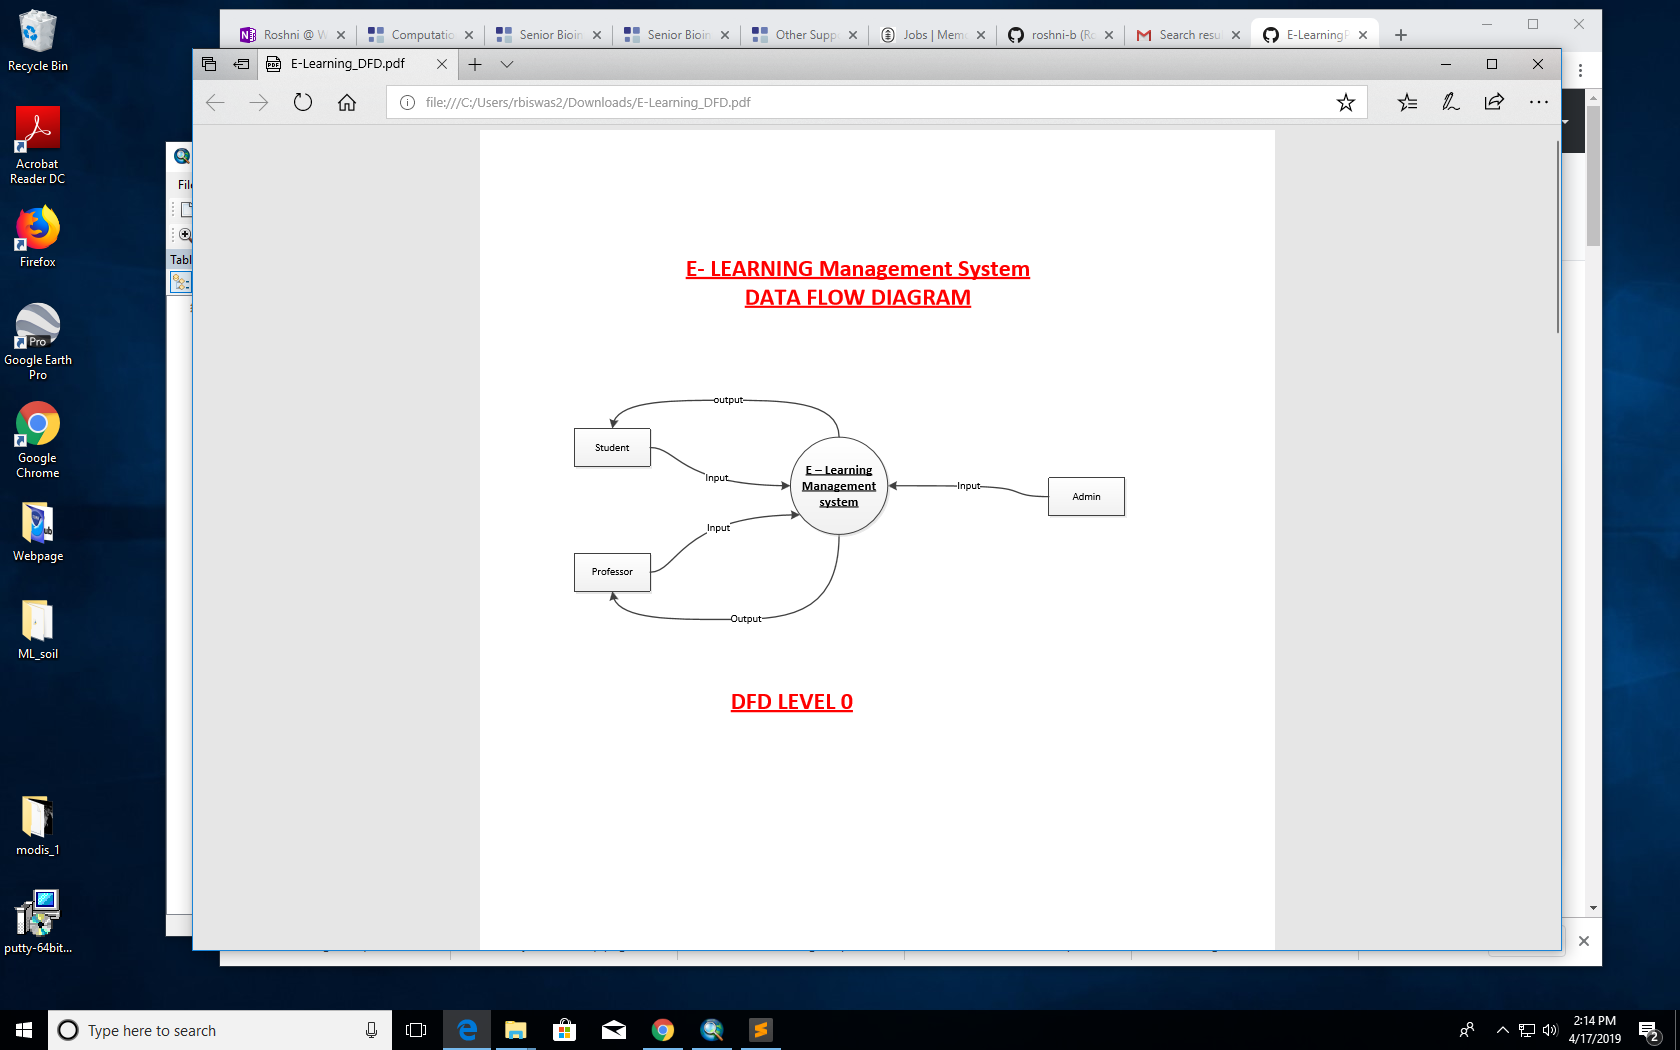 Recycle Bin
Acrobat
Reader DC
Firefox
Google Earth
Pro
Pro
Google
Chrome
Webpage
ML_soil
modis_1
putty-64bit...
Roshni @ W
Computatio
Senior Bioin
Senior Bioin
Other Supp
Jobs | Mem
roshni-b (Ro
Search resu
E-LearningP
E-Learning_DFD.pdf
file:///C:/Users/rbiswas2/Downloads/E-Learning_DFD.pdf
Fil
Tabl
E- LEARNING Management System
DATA FLOW DIAGRAM
output
Student
Input
E – Learning
Management
system
Input
Admin
Input
Professor
Output
DFD LEVEL 0
Type here to search
2:14 PM
4/17/2019
2